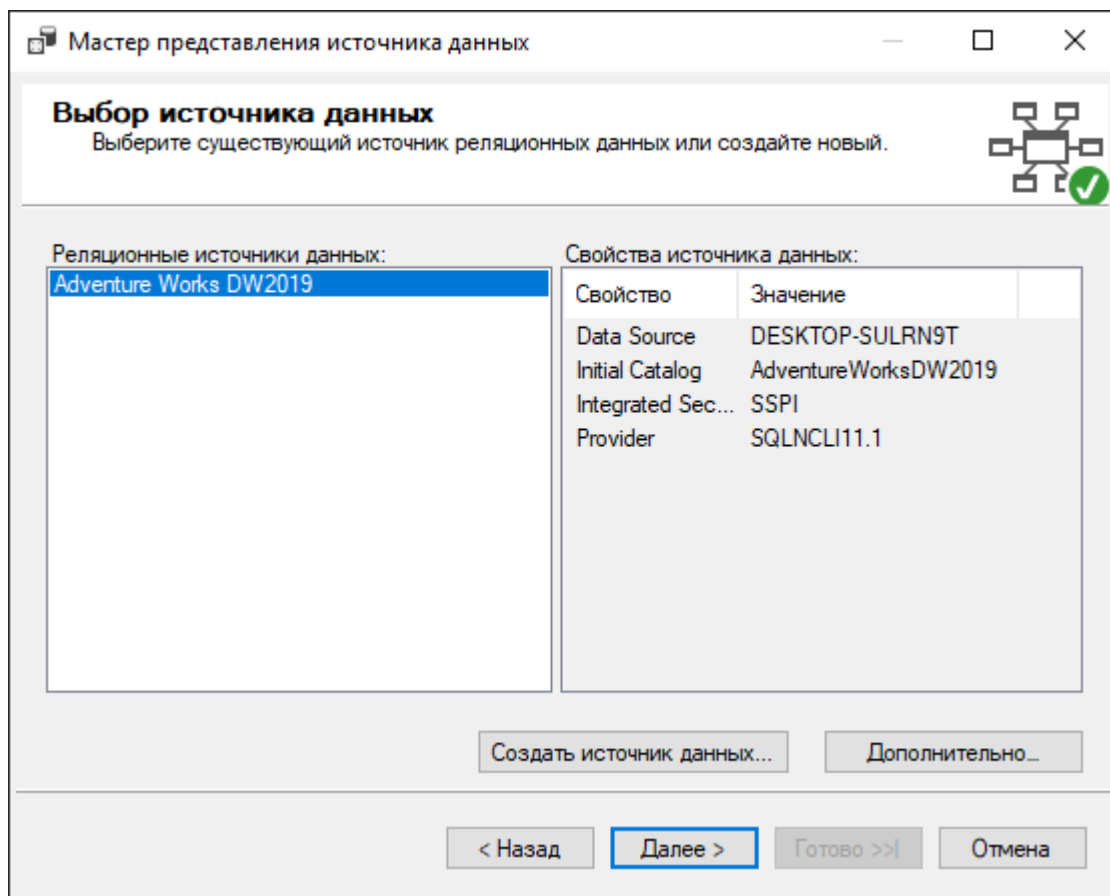 Мастер представления источника данных
Выбор источника данных
Выберите существующий источник реляционных данных или создайте новый.
Реляционные источники данных:
Adventure Works DW2019
Свойства источника данных:
Свойство Значение
Data Source DESKTOP-SULRN9T
Initial Catalog AdventureWorksDW2019
Integrated Sec... SSPI
Provider SQLNCLI11.1
Создать источник данных... Дополнительно...
< Назад Далее > Готово >>| Отмена